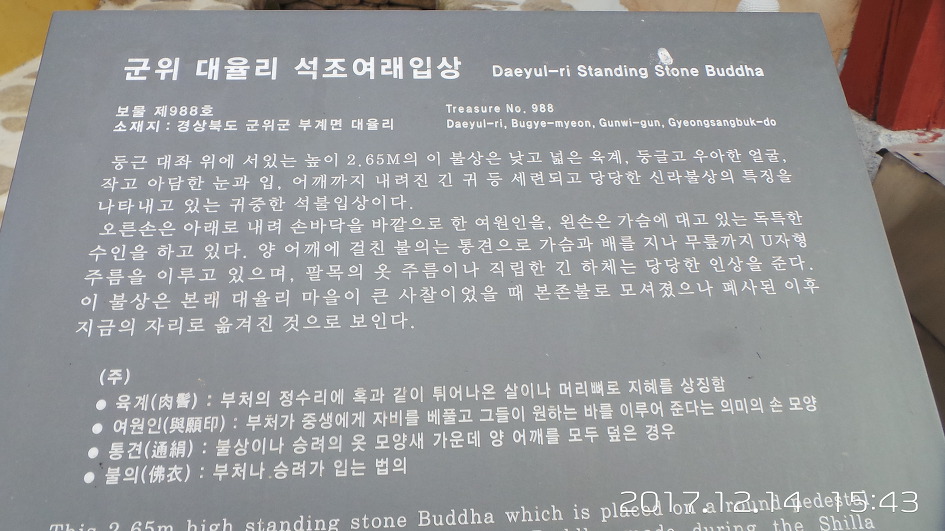 군위 대율리 석조여래입상 Daeyul-ri Standing Stone Buddha
보물 제988호 Treasure No. 988
소재지 : 경상북도 군위군 부계면 대율리 Daeyul-ri, Bugye-myeon, Gunwi-gun, Gyeongsangbuk-do
둥근 대좌 위에 서있는 높이 2.65M의 이 불상은 낮고 넓은 육계, 둥글고 우아한 얼굴,
작고 아담한 눈과 입, 어깨까지 내려진 긴 귀 등 세련되고 당당한 신라불상의 특징을
나타내고 있는 귀중한 석불입상이다.
오른손은 아래로 내려 손바닥을 바깥으로 한 여원인을, 왼손은 가슴에 대고 있는 독특한
수인을 하고 있다. 양 어깨에 걸친 불의는 통견으로 가슴과 배를 지나 무릎까지 U자형
주름을 이루고 있으며, 팔목의 옷 주름이나 직립한 긴 하체는 당당한 인상을 준다.
이 불상은 본래 대율리 마을이 큰 사찰이었을 때 본존불로 모셔졌으나 폐사된 이후
지금의 자리로 옮겨진 것으로 보인다.
(주)
● 육계(肉髻) : 부처의 정수리에 혹과 같이 튀어나온 살이나 머리뼈로 지혜를 상징함
● 여원인(與願印) : 부처가 중생에게 자비를 베풀고 그들이 원하는 바를 이루어 준다는 의미의 손 모양
● 통견(通絹) : 불상이나 승려의 옷 모양새 가운데 양 어깨를 모두 덮은 경우
● 불의(佛衣) : 부처나 승려가 입는 법의
This 2.65m high standing stone Buddha which is placed on a round pedestal
made during the Shilla
2017.12.14 15:43